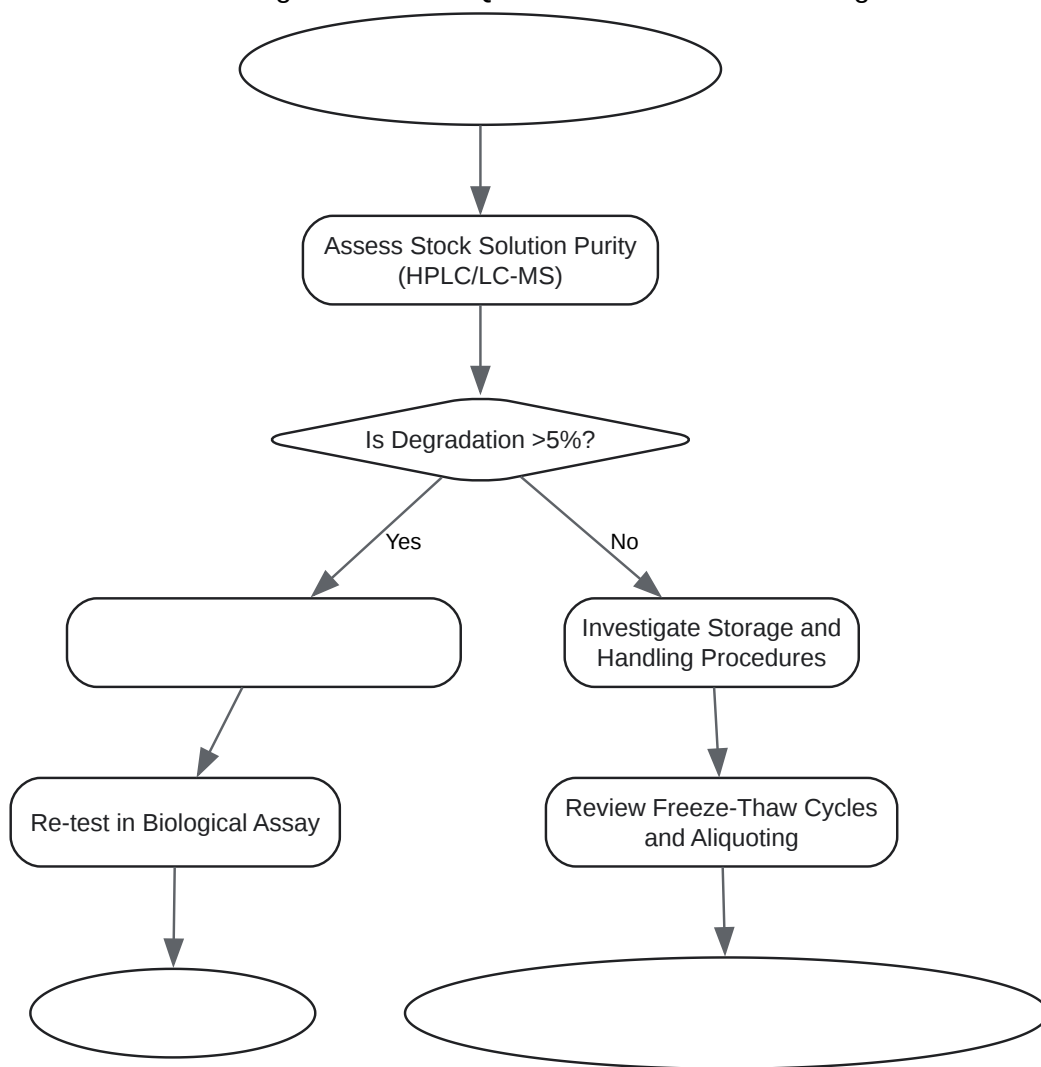 Assess Stock Solution Purity
(HPLC/LC-MS)
Is Degradation >5%?
Yes
No
Investigate Storage and
Handling Procedures
Re-test in Biological Assay
Review Freeze-Thaw Cycles
and Aliquoting